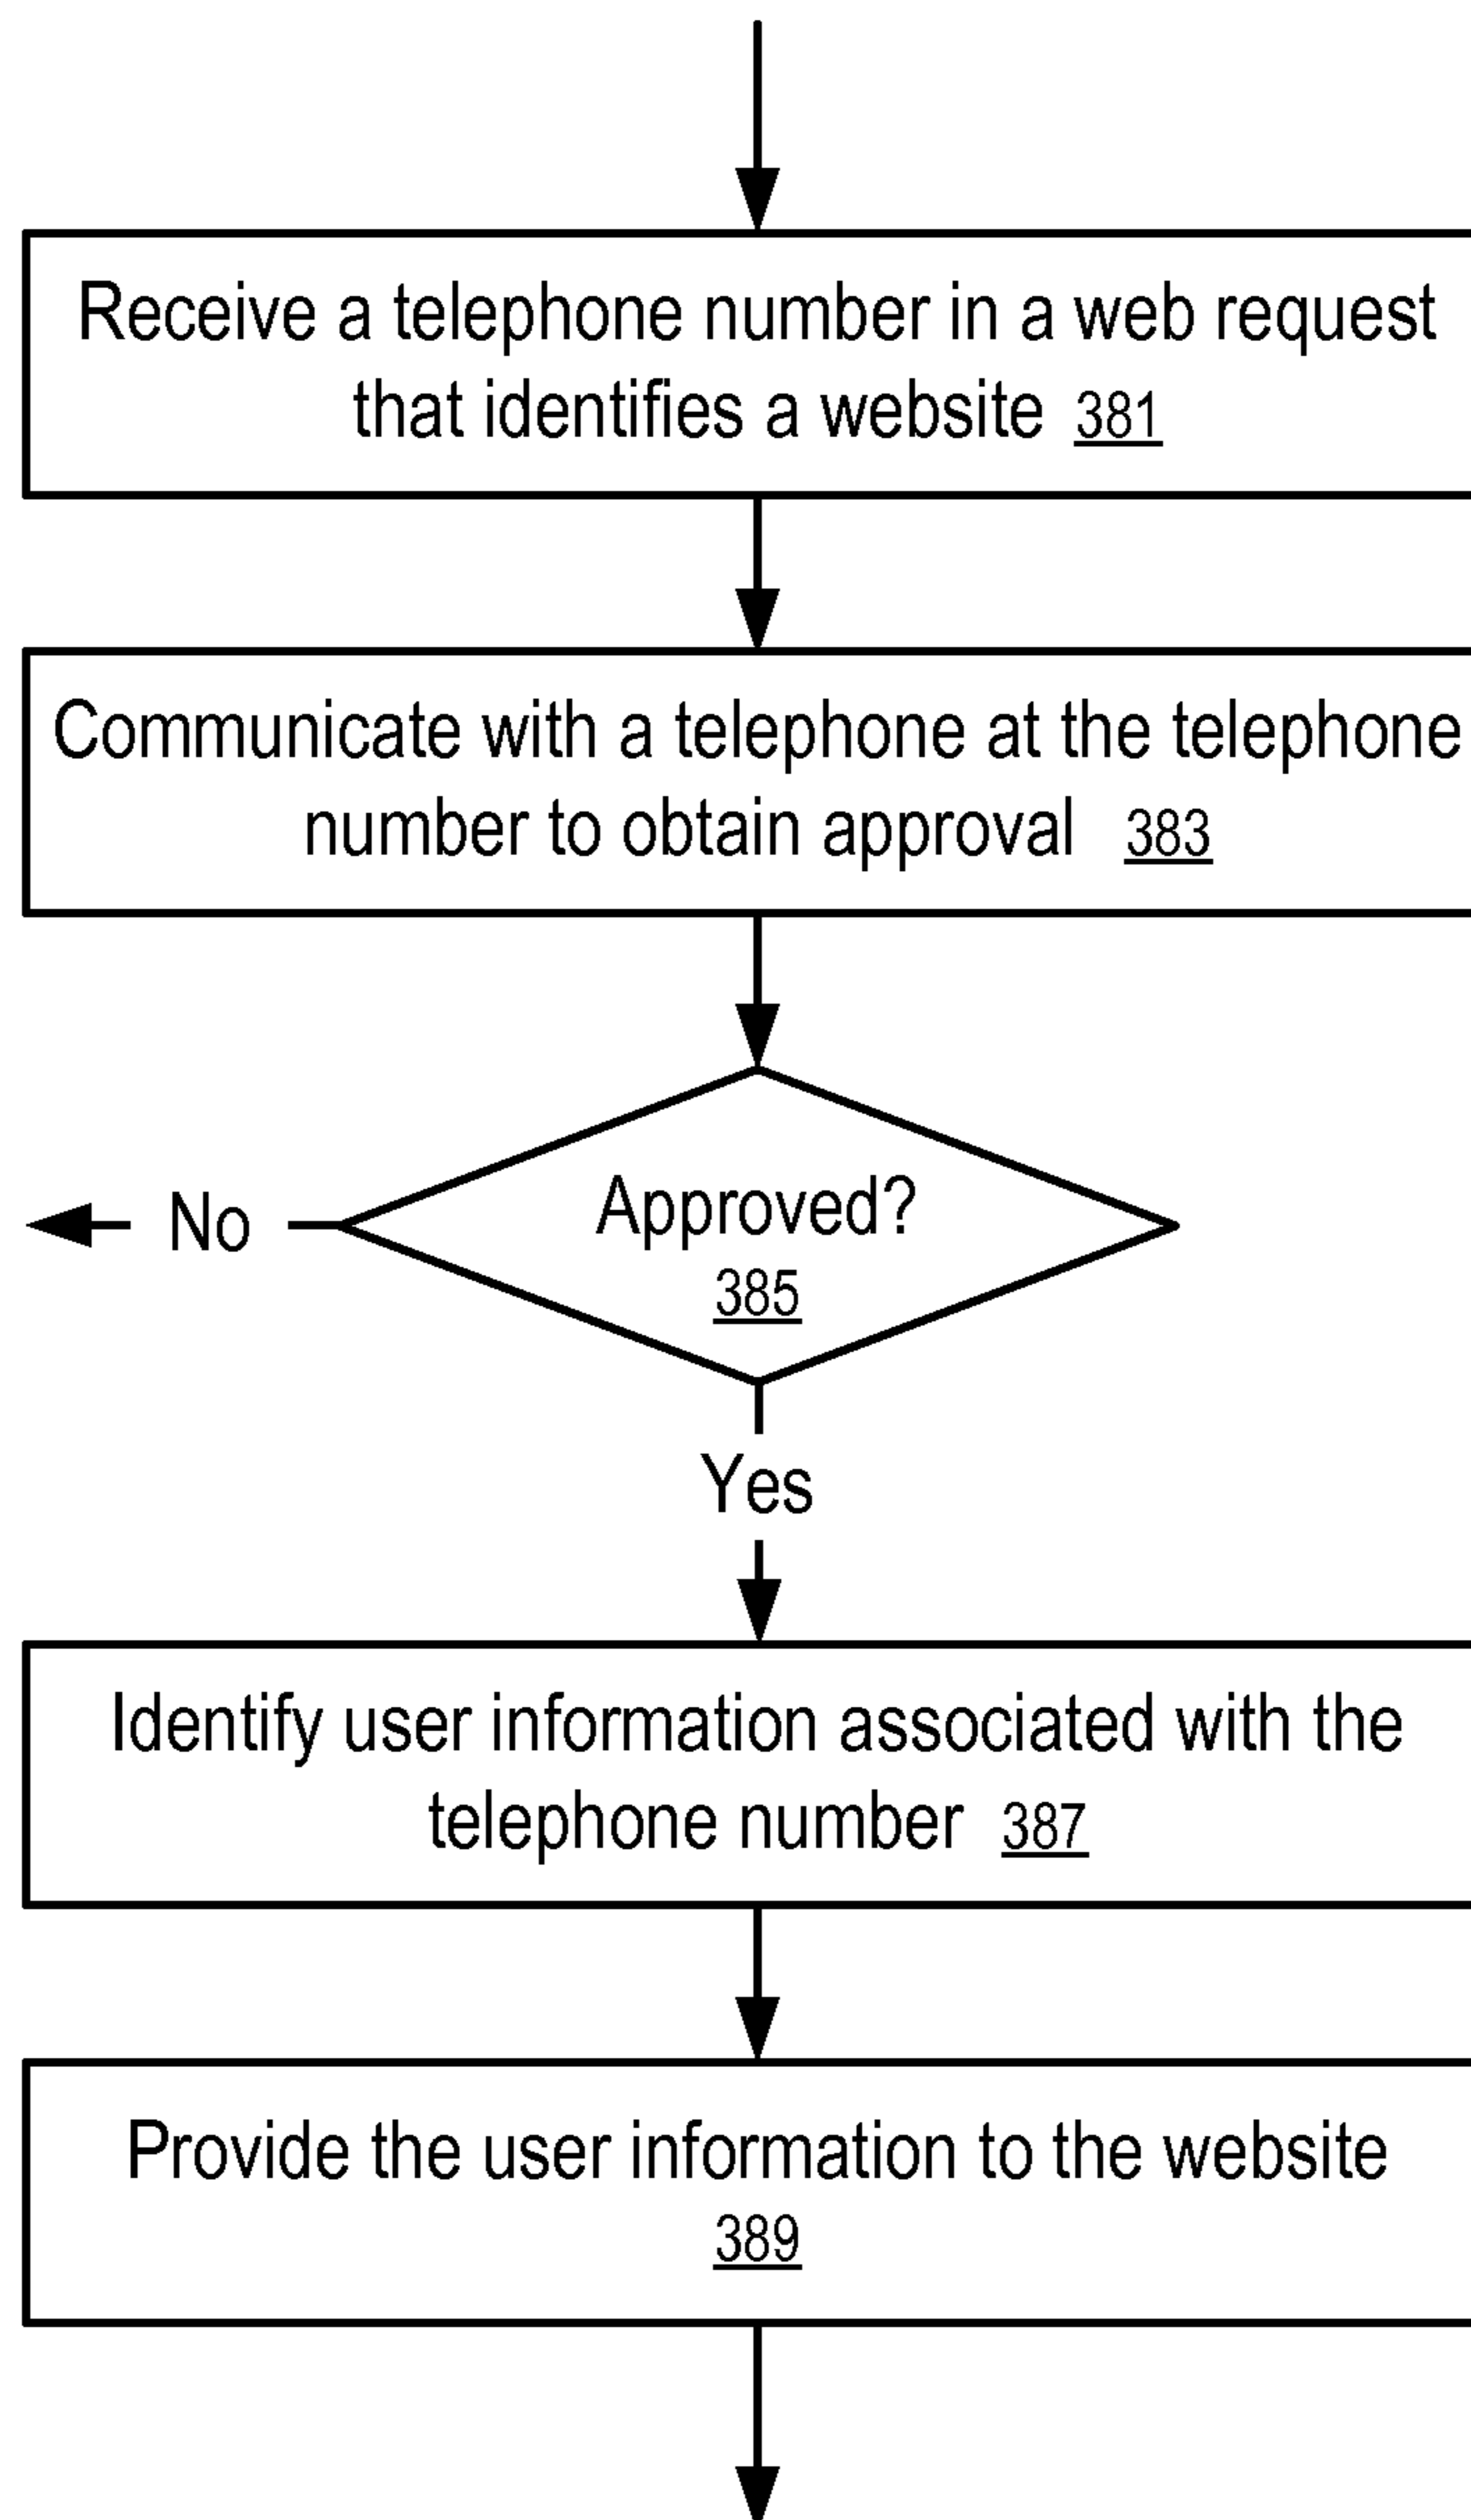 Receive a telephone number in a web request
that identifies a website 381
Communicate with a telephone at the telephone
number to obtain approval 383
Approved?
385
No
Yes
Identify user information associated with the
telephone number 387
Provide the user information to the website
389